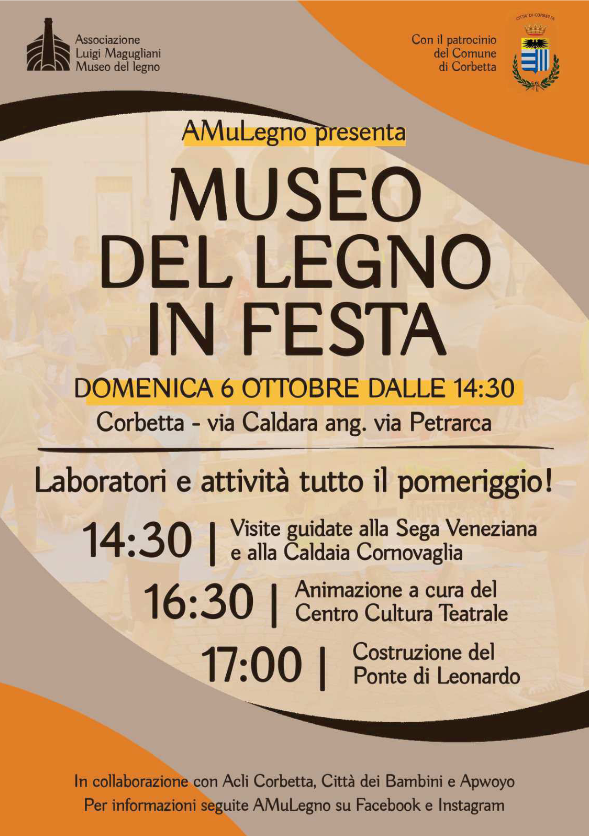 Associazione
Luigi Magugliani
Museo del legno
Con il patrocinio
del Comune
di Corbetta
CITTÀ DI CORBETTA
AMuLegno presenta
MUSEO
DEL LEGNO
IN FESTA
DOMENICA 6 OTTOBRE DALLE 14:30
Corbetta - via Caldara ang. via Petrarca
Laboratori e attività tutto il pomeriggio!
14:30 | Visite guidate alla Sega Veneziana
e alla Caldaia Cornovaglia
16:30 | Animazione a cura del
Centro Cultura Teatrale
17:00 | Costruzione del
Ponte di Leonardo
In collaborazione con Acli Corbetta, Città dei Bambini e Apwoyo
Per informazioni seguite AMuLegno su Facebook e Instagram